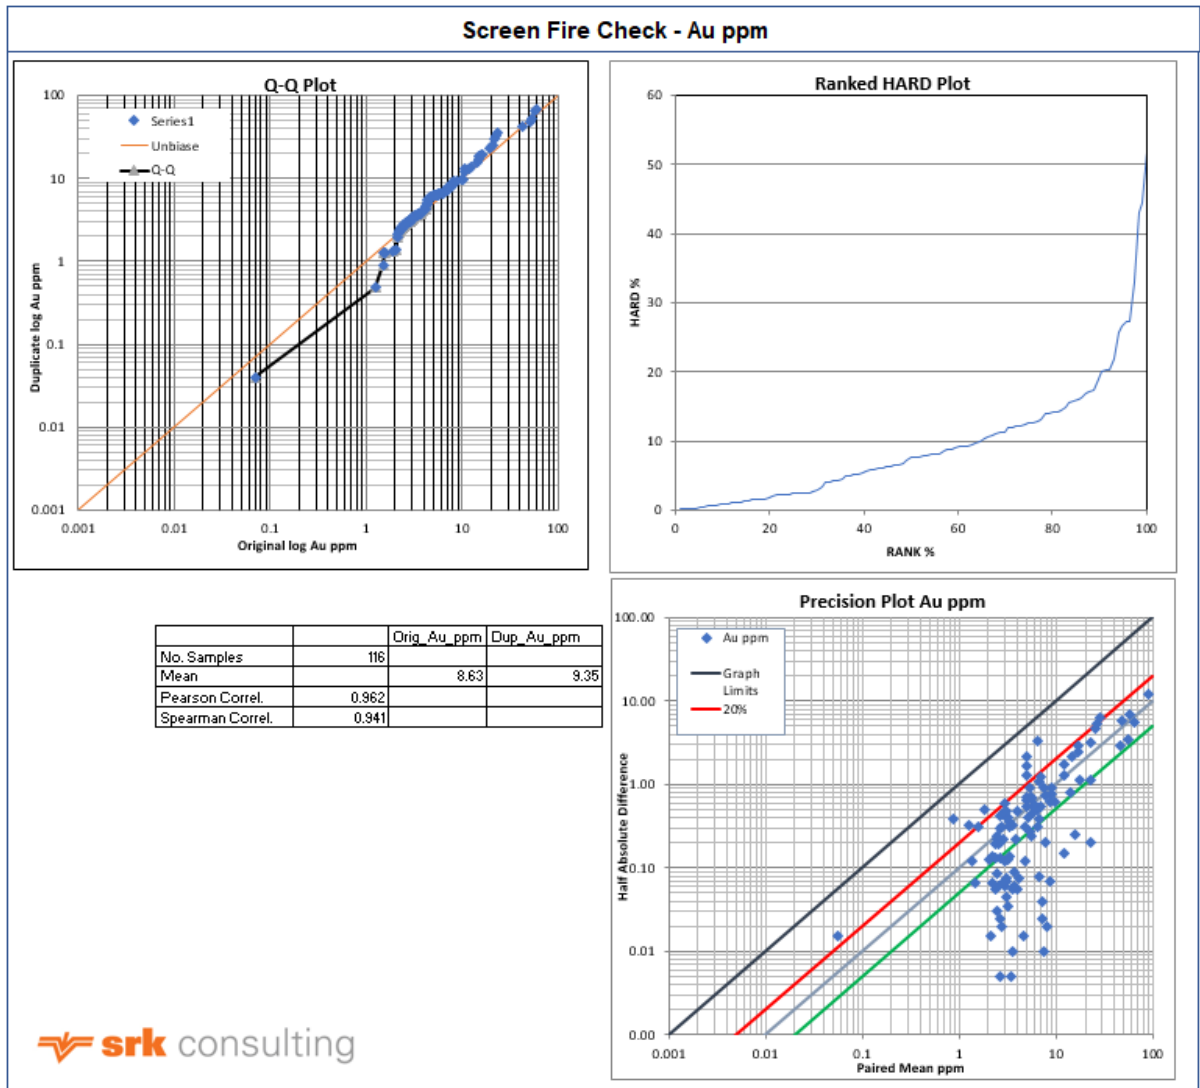 Screen Fire Check - Au ppm
Q-Q Plot
100
10
1
0.1
0.01
0.001
Duplicate log Au ppm
Series1
Unbiase
Q-Q
0.001 0.01 0.1 1 10 100
Original log Au ppm
Ranked HARD Plot
60
50
40
30
20
10
0
HARD %
0 20 40 60 80 100
RANK %
Orig_Au_ppm Dup_Au_ppm
No. Samples 116
Mean 8.63 9.35
Pearson Correl. 0.962
Spearman Correl. 0.941
Precision Plot Au ppm
100.00
10.00
1.00
0.10
0.01
0.00
Half Absolute Difference
Au ppm
Graph
Limits
20%
0.001 0.01 0.1 1 10 100
Paired Mean ppm
srk consulting